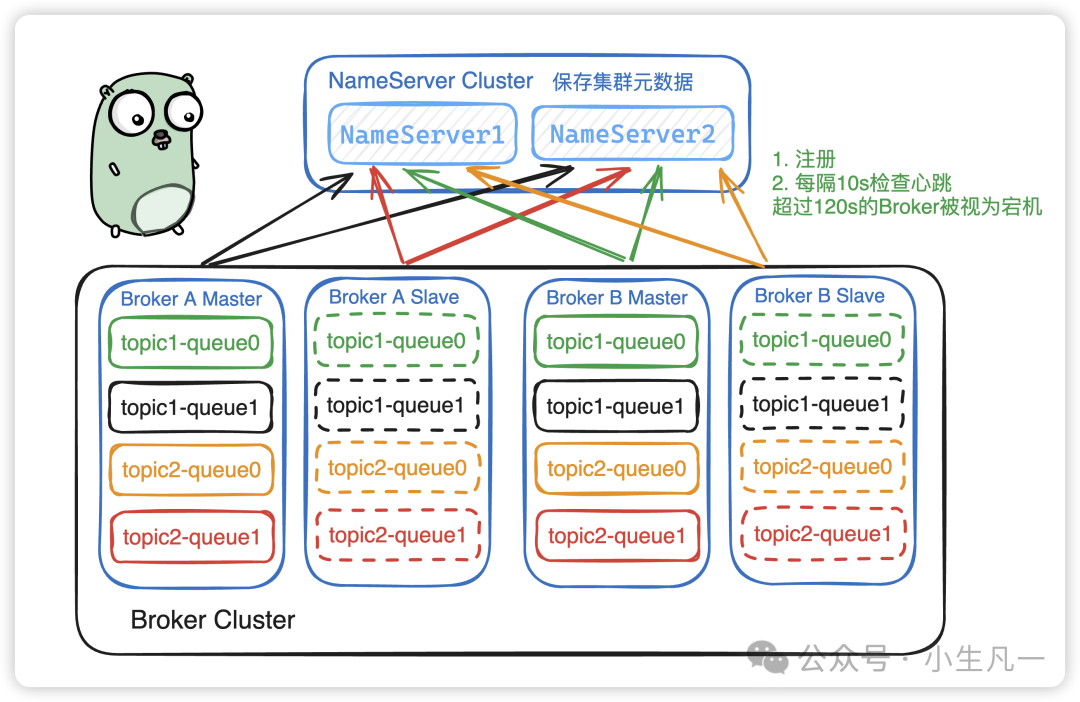 NameServer Cluster 保存集群元数据
NameServer1 NameServer2
1. 注册
2. 每隔10s检查心跳
超过120s的Broker被视为宕机
Broker A Master
topic1-queue0
topic1-queue1
topic2-queue0
topic2-queue1
Broker A Slave
topic1-queue0
topic1-queue1
topic2-queue0
topic2-queue1
Broker B Master
topic1-queue0
topic1-queue1
topic2-queue0
topic2-queue1
Broker B Slave
topic1-queue0
topic1-queue1
topic2-queue0
topic2-queue1
Broker Cluster
公众号 · 小生凡一